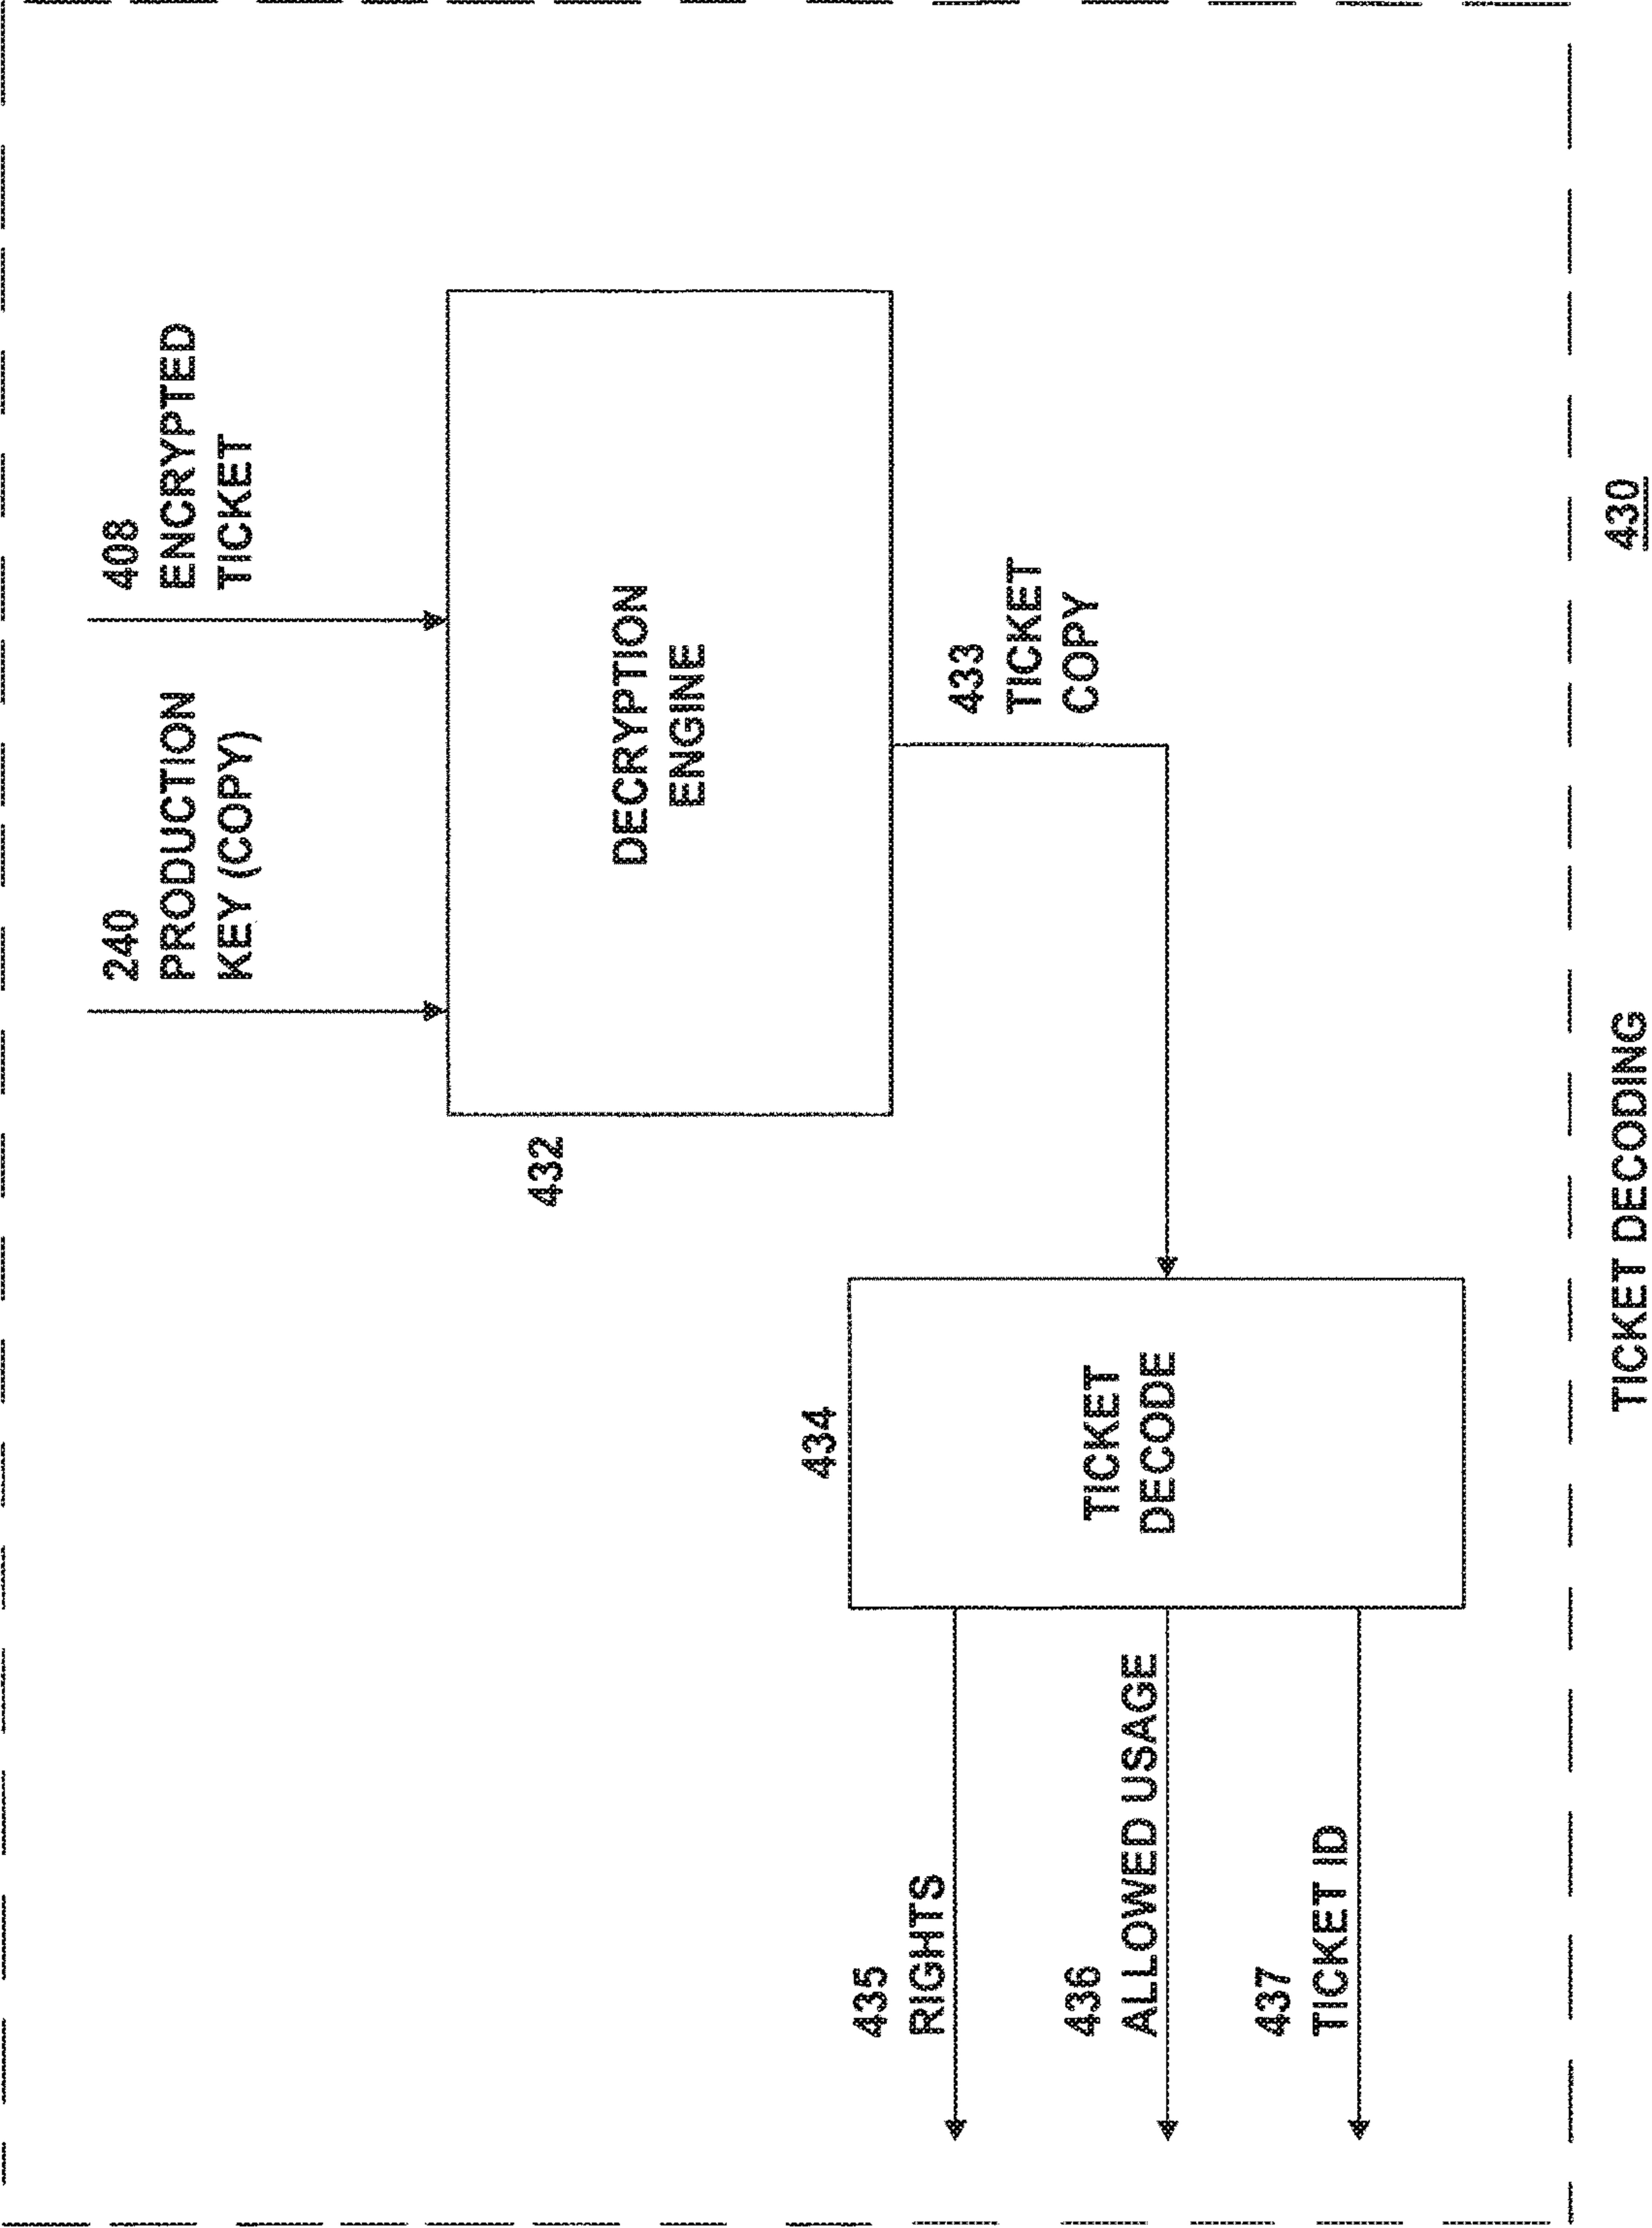 408
ENCRYPTED
TICKET
240
PRODUCTION
KEY (COPY)
DECRYPTION
ENGINE
432
433
TICKET
COPY
434
TICKET
DECODE
435
RIGHTS
436
ALLOWED USAGE
437
TICKET ID
TICKET DECODING
430